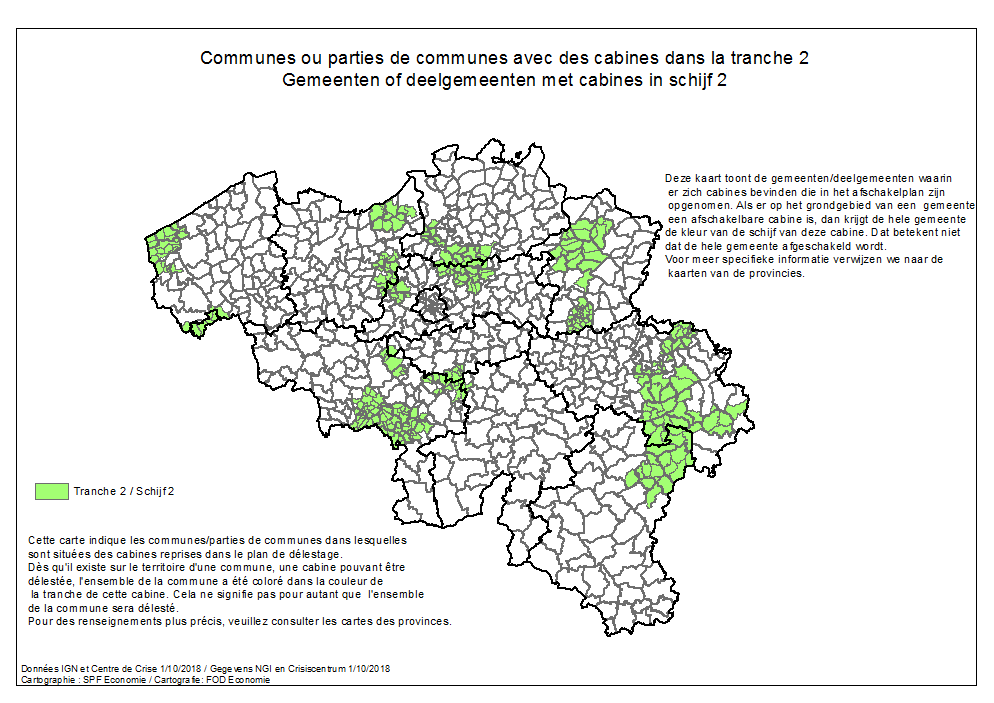 Communes ou parties de communes avec des cabines dans la tranche 2
Gemeenten of deelgemeenten met cabines in schijf 2
Deze kaart toont de gemeenten/deelgemeenten waarin
er zich cabines bevinden die in het afschakelplan zijn
opgenomen. Als er op het grondgebied van een gemeente
een afschakelbare cabine is, dan krijgt de hele gemeente
de kleur van de schijf van deze cabine. Dat betekent niet
dat de hele gemeente afgeschakeld wordt.
Voor meer specifieke informatie verwijzen we naar de
kaarten van de provincies.
Tranche 2 / Schijf 2
Cette carte indique les communes/parties de communes dans lesquelles
sont situées des cabines reprises dans le plan de délestage.
Dès qu'il existe sur le territoire d'une commune, une cabine pouvant être
délestée, l'ensemble de la commune a été coloré dans la couleur de
la tranche de cette cabine. Cela ne signifie pas pour autant que l'ensemble
de la commune sera délesté.
Pour des renseignements plus précis, veuillez consulter les cartes des provinces.
Données IGN et Centre de Crise 1/10/2018 / Gegevens NGI en Crisiscentrum 1/10/2018
Cartographie : SPF Economie / Cartografie: FOD Economie